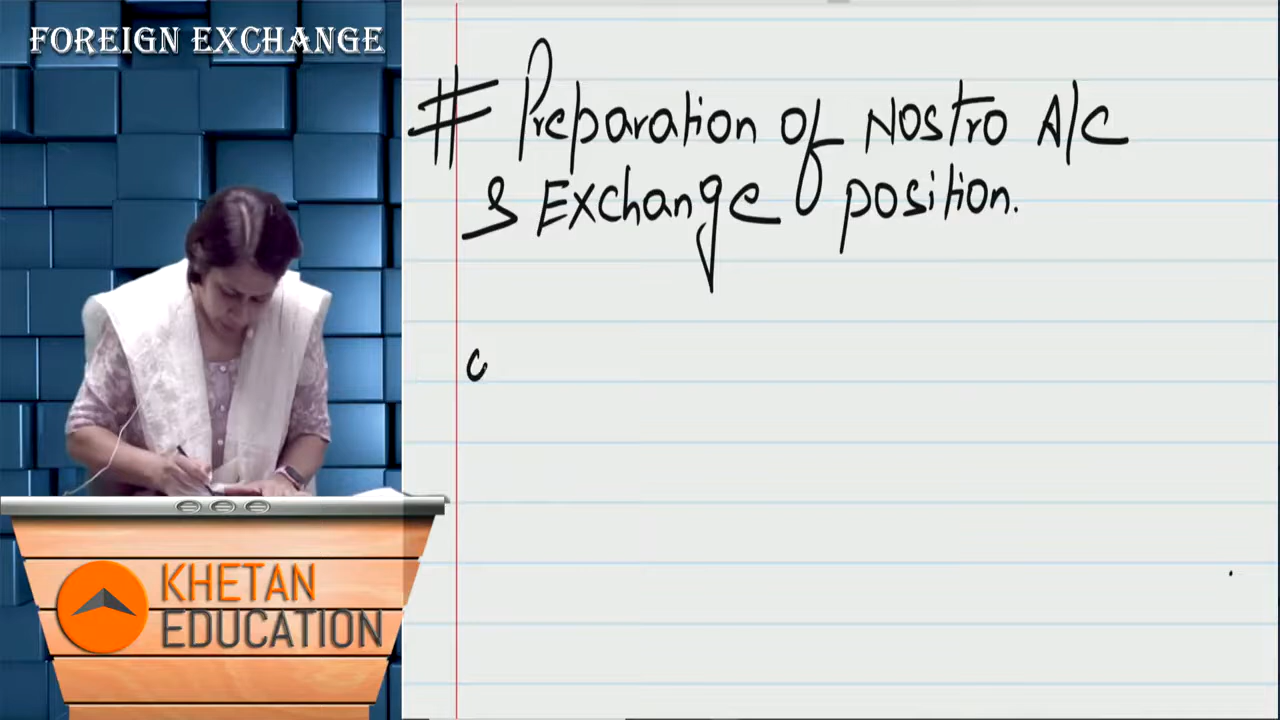 FOREIGN EXCHANGE
# Preparation of Nostro A/c
& Exchange position.
KHETAN
EDUCATION